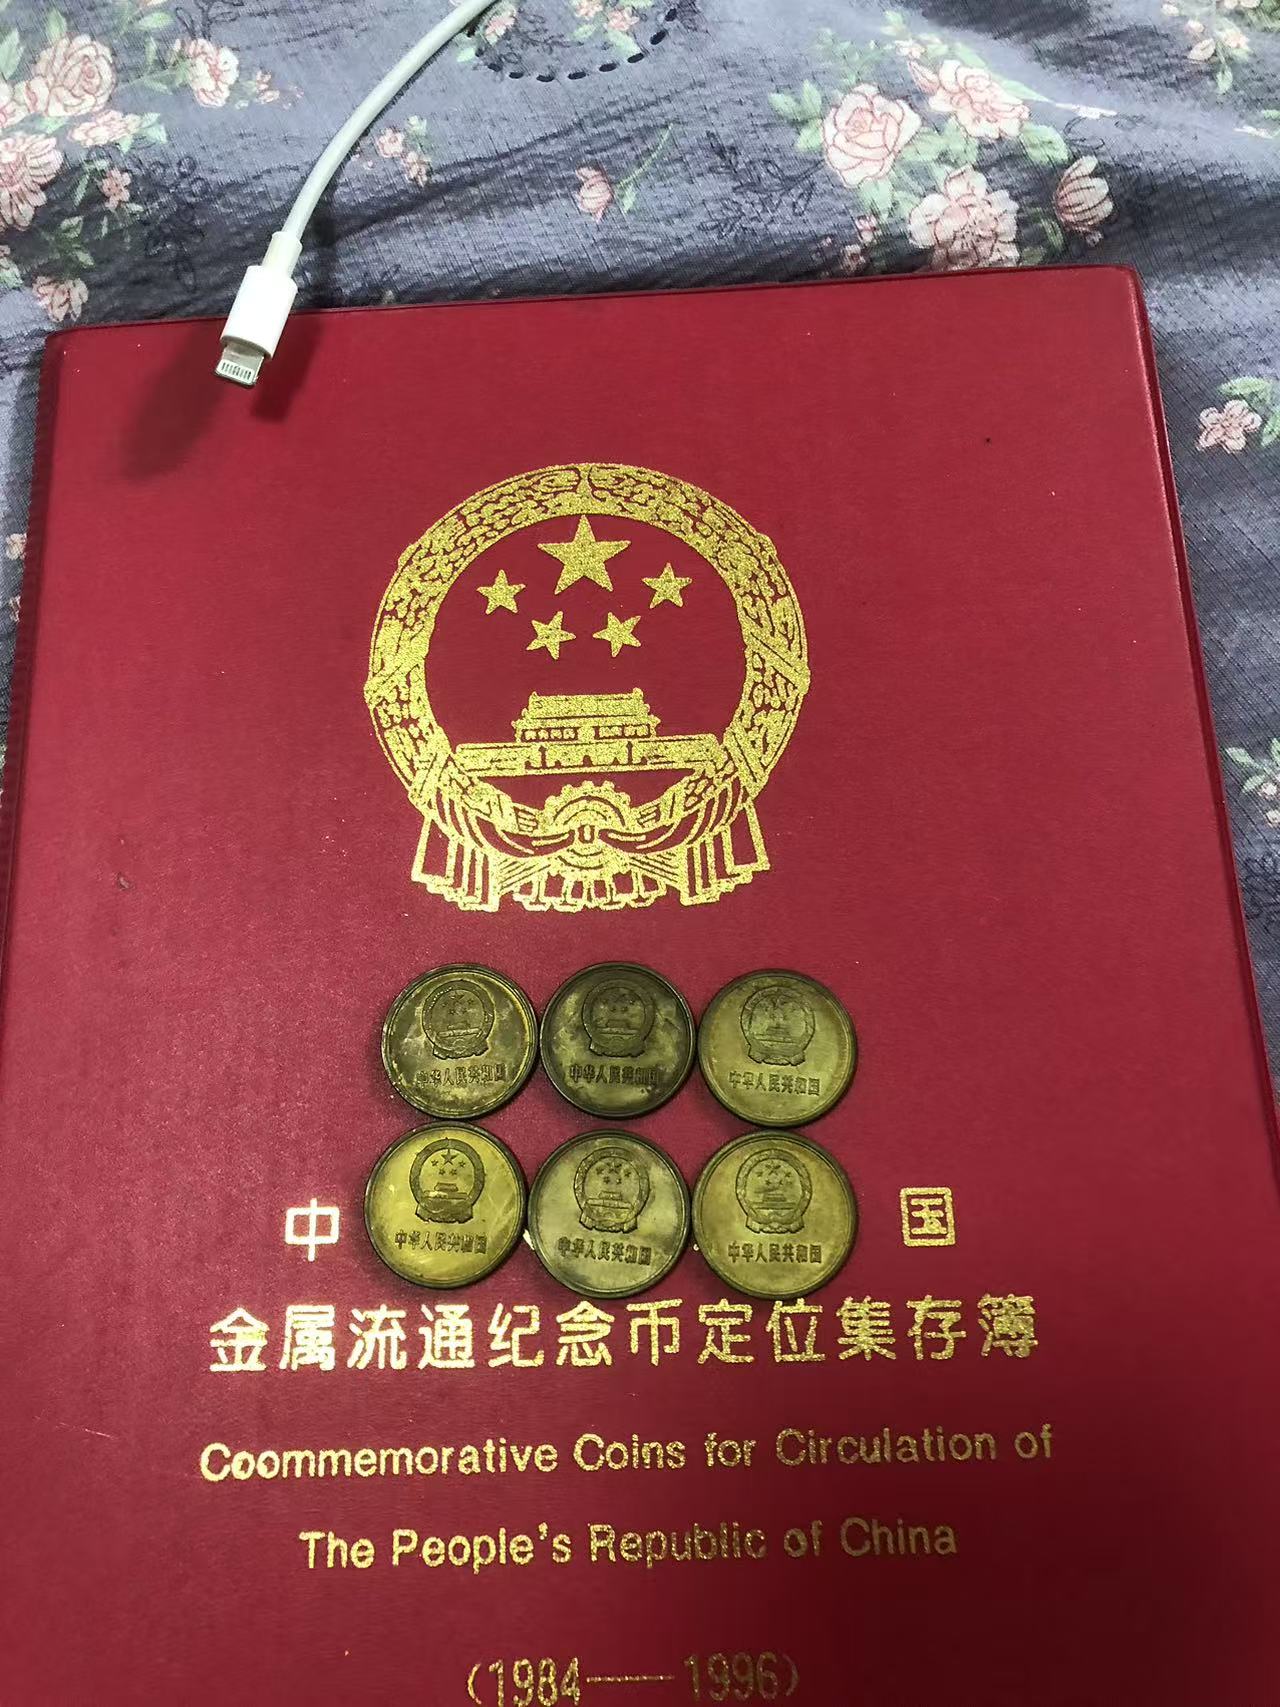 中华人民共和国
中华人民共和国
中华人民共和国
中华人民共和国
中华人民共和国
中华人民共和国
中 国
金属流通纪念币定位集存簿
Coommemorative Coins for Circulation of
The People's Republic of China
(1984——1996)